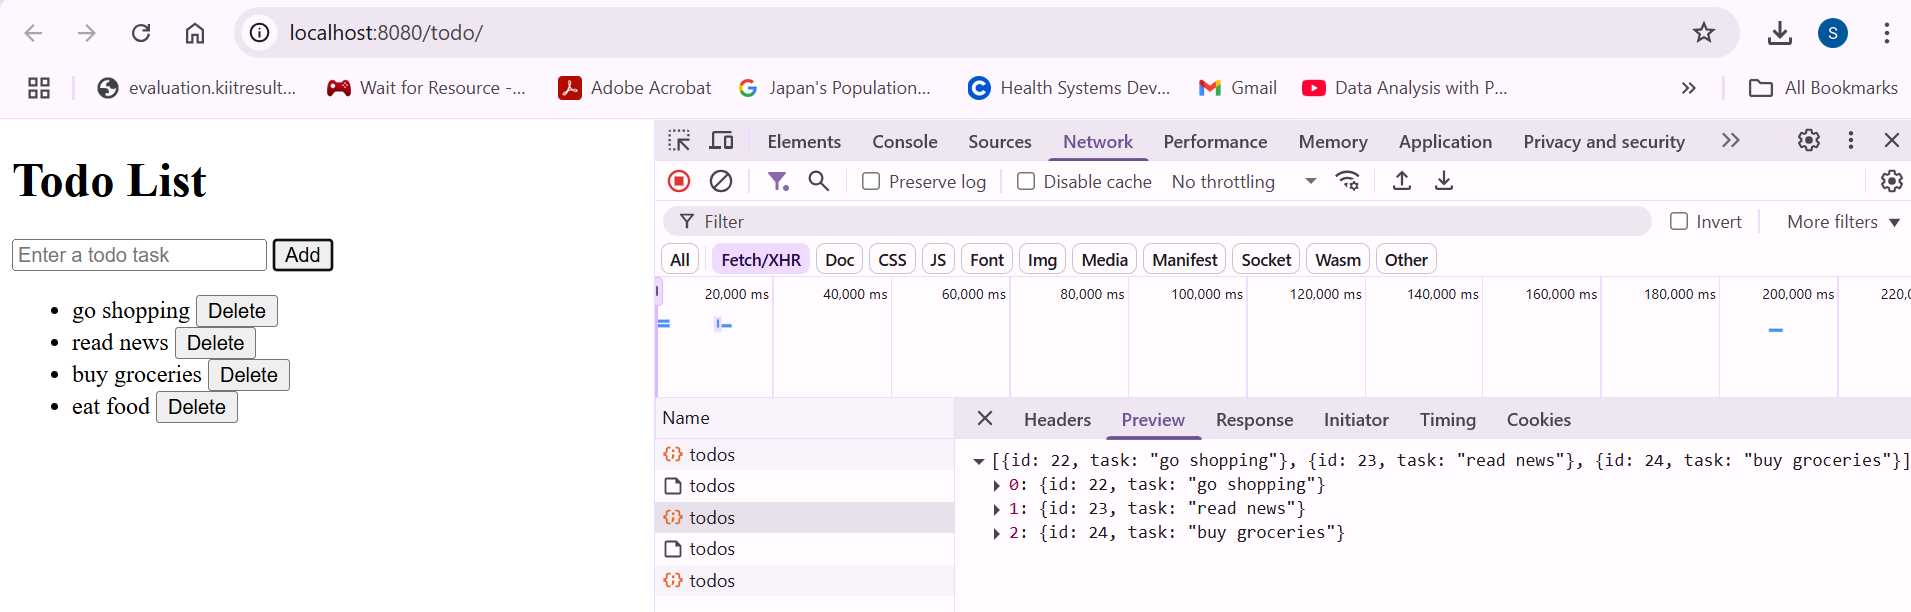 localhost:8080/todo/
S
evaluation.kiitresult... Wait for Resource -... Adobe Acrobat Japan's Population... Health Systems Dev... Gmail Data Analysis with P... » All Bookmarks
Todo List
Enter a todo task Add
• go shopping Delete
• read news Delete
• buy groceries Delete
• eat food Delete
Elements Console Sources Network Performance Memory Application Privacy and security »
Preserve log Disable cache No throttling
Filter Invert More filters
All Fetch/XHR Doc CSS JS Font Img Media Manifest Socket Wasm Other
20,000 ms 40,000 ms 60,000 ms 80,000 ms 100,000 ms 120,000 ms 140,000 ms 160,000 ms 180,000 ms 200,000 ms 220,0
Name
todos
todos
todos
todos
todos
Headers Preview Response Initiator Timing Cookies
[{id: 22, task: "go shopping"}, {id: 23, task: "read news"}, {id: 24, task: "buy groceries"}]
0: {id: 22, task: "go shopping"}
1: {id: 23, task: "read news"}
2: {id: 24, task: "buy groceries"}